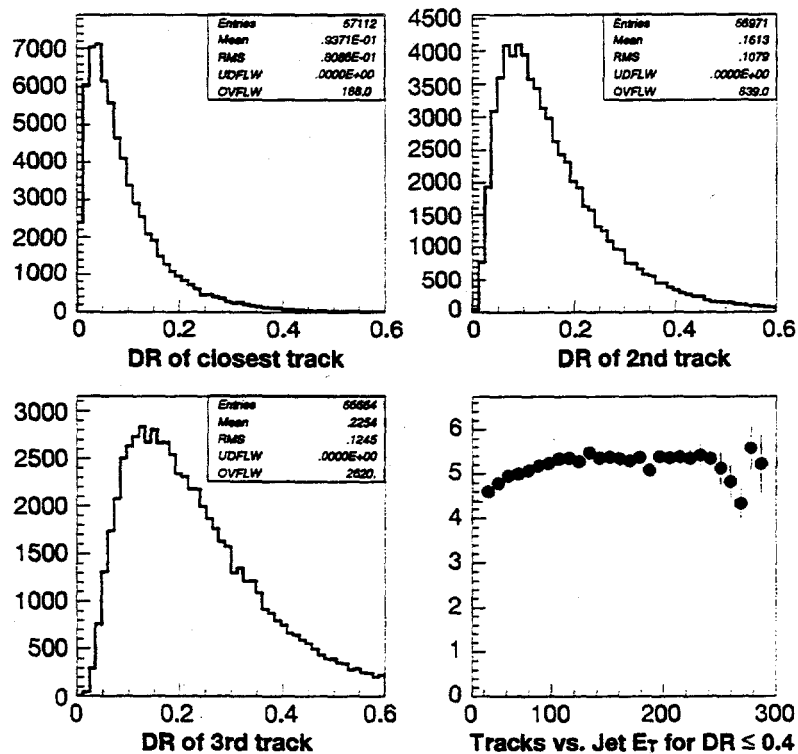 Entries 57112
Mean .9371E-01
RMS .8086E-01
UDFLW .0000E+00
OVFLW 168.0
7000
6000
5000
4000
3000
2000
1000
0
0 0.2 0.4 0.6
DR of closest track
Entries 56971
Mean .1613
RMS .1079
UDFLW .0000E+00
OVFLW 639.0
4500
4000
3500
3000
2500
2000
1500
1000
500
0
0 0.2 0.4 0.6
DR of 2nd track
Entries
Mean .2254
RMS .1245
UDFLW .0000E+00
OVFLW 2620.
3000
2500
2000
1500
1000
500
0
0 0.2 0.4 0.6
DR of 3rd track
6
5
4
3
2
1
0
0 100 200 300
Tracks vs. Jet ET for DR ≤ 0.4